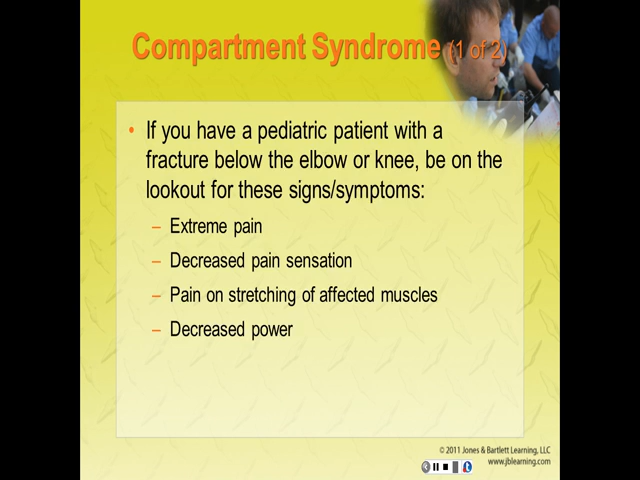 Compartment Syndrome (1 of 2)
• If you have a pediatric patient with a
fracture below the elbow or knee, be on the
lookout for these signs/symptoms:
– Extreme pain
– Decreased pain sensation
– Pain on stretching of affected muscles
– Decreased power
© 2011 Jones & Bartlett Learning, LLC
www.jblearning.com